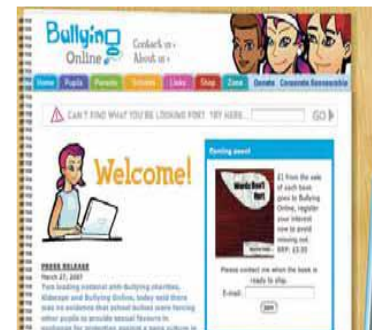 Bullying
Online
Contact us
About us
Home Pupils Parents Schools Links Shop Zone Donate Corporate Sponsorship
CAN'T FIND WHAT YOU'RE LOOKING FOR? TRY HERE... GO
Welcome!
Coming soon!
Words Don't
Hurt
£1 from the sale
of each book
goes to Bullying
Online, register
your interest
now to avoid
missing out.
RRP: £5.99
Please contact me when the book is
ready to ship.
E-mail:
PRESS RELEASE
March 27, 2007
Two leading national anti-bullying charities,
Kidscape and Bullying Online, today said there
was no evidence that school bullies were forcing
other pupils to provide sexual favours in